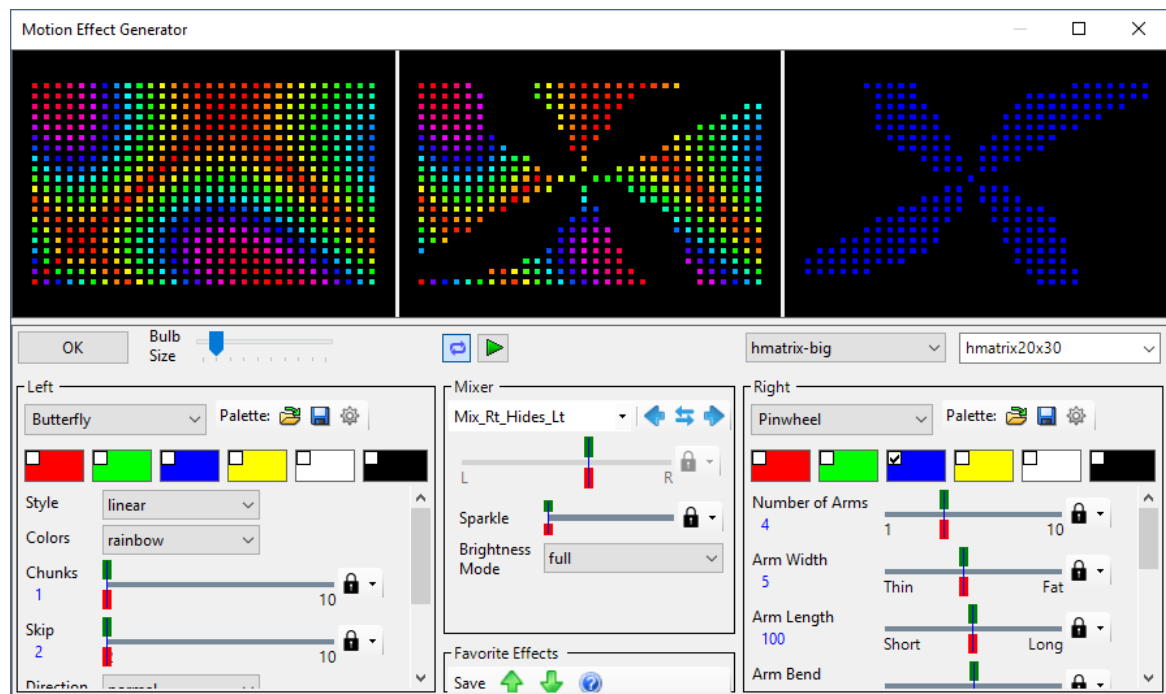 Motion Effect Generator
OK
Bulb Size
hmatrix-big
hmatrix20x30
Left
Butterfly
Palette:
Style
linear
Colors
rainbow
Chunks
1
10
Skip
2
10
Direction
normal
Mixer
Mix_Rt_Hides_Lt
L
R
Sparkle
Brightness Mode
full
Favorite Effects
Save
Right
Pinwheel
Palette:
Number of Arms
4
1
10
Arm Width
5
Thin
Fat
Arm Length
100
Short
Long
Arm Bend